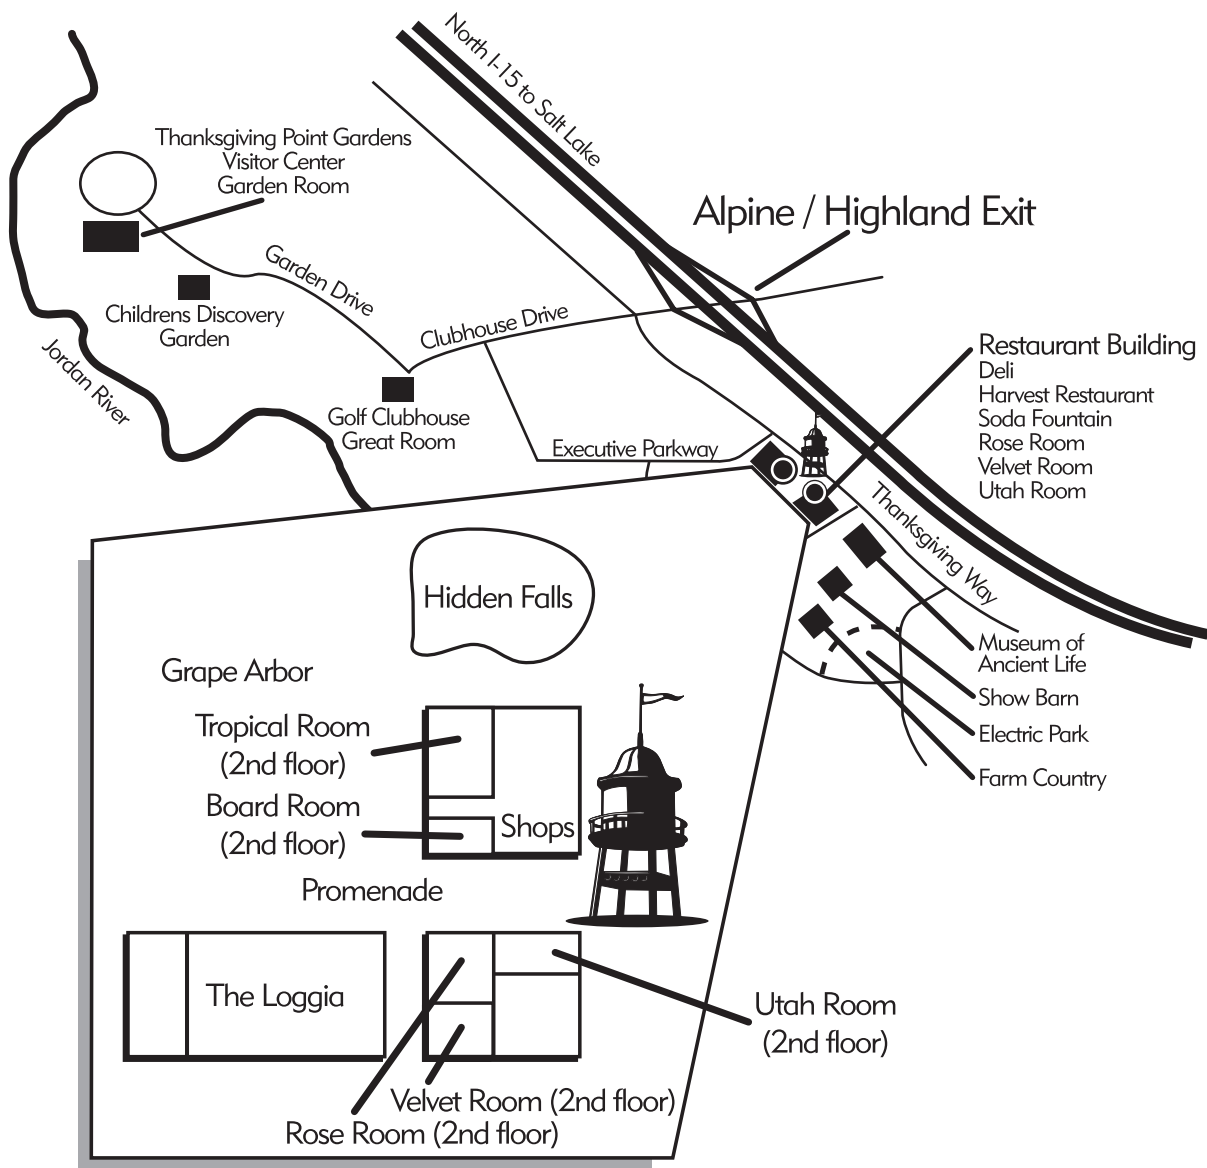 North I-15 to Salt Lake
Thanksgiving Point Gardens
Visitor Center
Garden Room
Alpine / Highland Exit
Garden Drive
Childrens Discovery
Garden
Clubhouse Drive
Jordan River
Golf Clubhouse
Great Room
Executive Parkway
Restaurant Building
Deli
Harvest Restaurant
Soda Fountain
Rose Room
Velvet Room
Utah Room
Thanksgiving Way
Museum of
Ancient Life
Show Barn
Electric Park
Farm Country
Hidden Falls
Grape Arbor
Tropical Room
(2nd floor)
Board Room
(2nd floor)
Shops
Promenade
The Loggia
Utah Room
(2nd floor)
Velvet Room (2nd floor)
Rose Room (2nd floor)